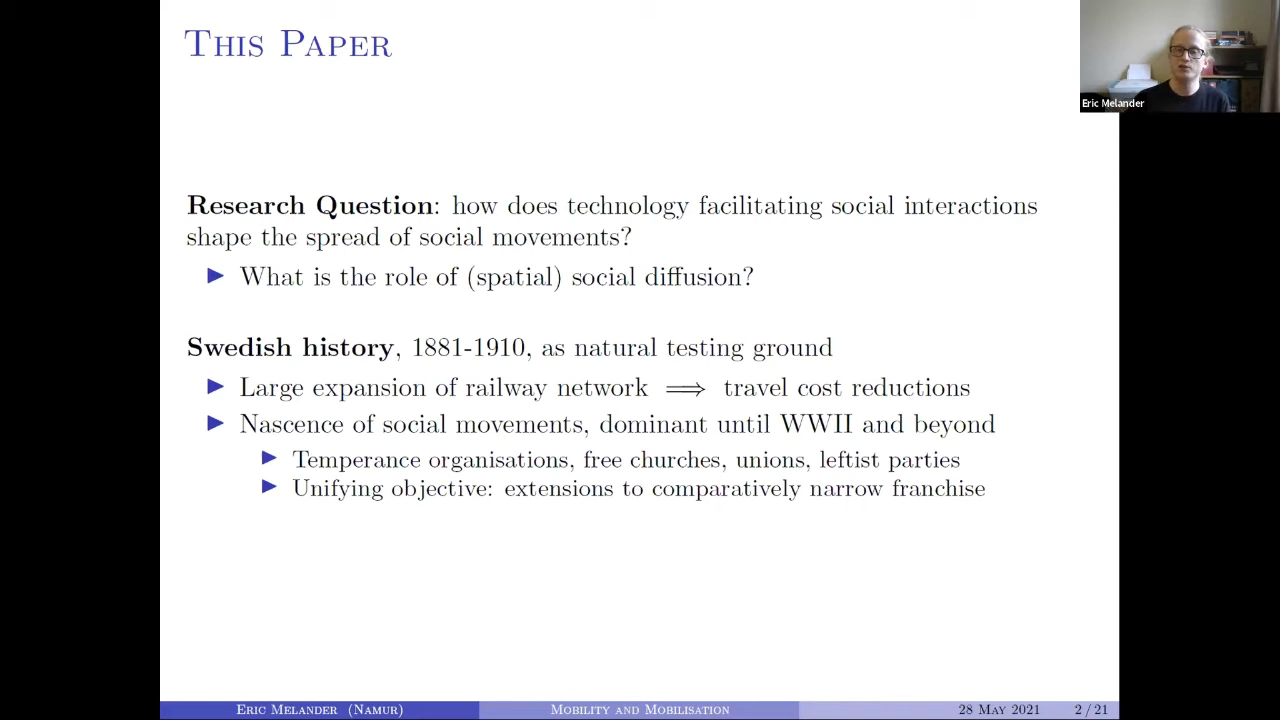 THIS PAPER
Eric Melander
Research Question: how does technology facilitating social interactions
shape the spread of social movements?
What is the role of (spatial) social diffusion?
Swedish history, 1881-1910, as natural testing ground
Large expansion of railway network ⟹ travel cost reductions
Nascence of social movements, dominant until WWII and beyond
Temperance organisations, free churches, unions, leftist parties
Unifying objective: extensions to comparatively narrow franchise
ERIC MELANDER (NAMUR) MOBILITY AND MOBILISATION 28 MAY 2021 2 / 21